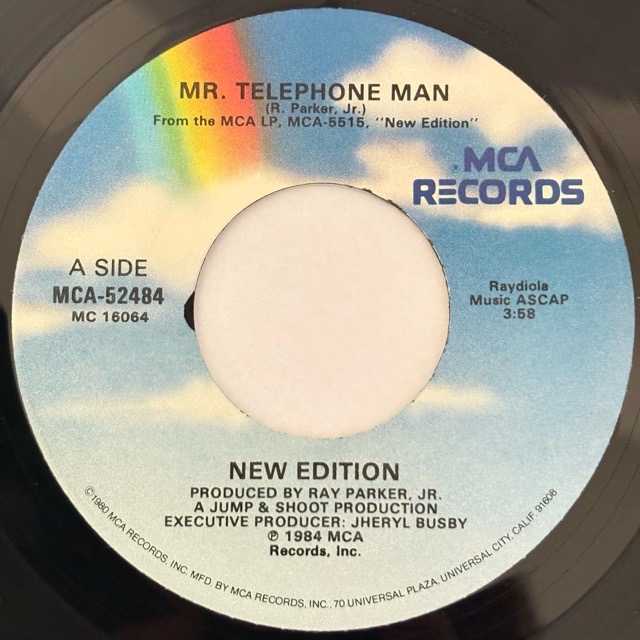 MR. TELEPHONE MAN
(R. Parker, Jr.)
From the MCA LP, MCA-5515, "New Edition"
MCA
RECORDS
A SIDE
MCA-52484
MC 16064
Raydiola
Music ASCAP
3:58
NEW EDITION
PRODUCED BY RAY PARKER, JR.
A JUMP & SHOOT PRODUCTION
EXECUTIVE PRODUCER: JHERYL BUSBY
℗ 1984 MCA
Records, Inc.
©1980 MCA RECORDS, INC. MFD. BY MCA RECORDS, INC., 70 UNIVERSAL PLAZA, UNIVERSAL CITY, CALIF. 91608